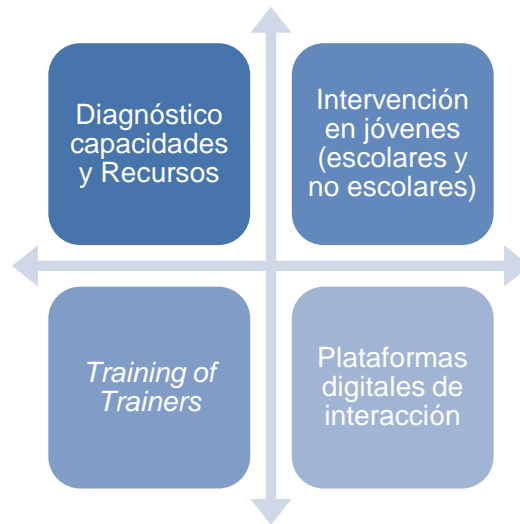 Diagnóstico
capacidades
y Recursos
Intervención
en jóvenes
(escolares y
no escolares)
Training of
Trainers
Plataformas
digitales de
interacción